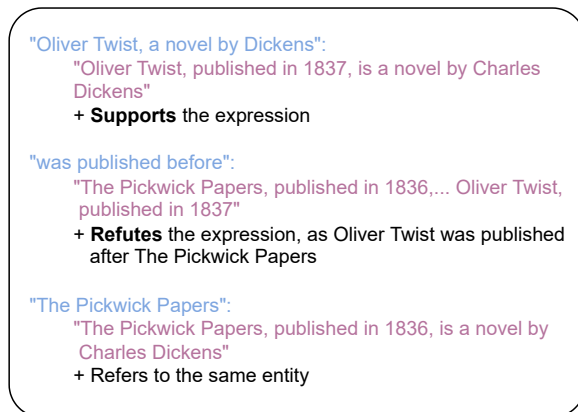 "Oliver Twist, a novel by Dickens":
"Oliver Twist, published in 1837, is a novel by Charles
Dickens"
+ Supports the expression
"was published before":
"The Pickwick Papers, published in 1836,... Oliver Twist,
published in 1837"
+ Refutes the expression, as Oliver Twist was published
after The Pickwick Papers
"The Pickwick Papers":
"The Pickwick Papers, published in 1836, is a novel by
Charles Dickens"
+ Refers to the same entity